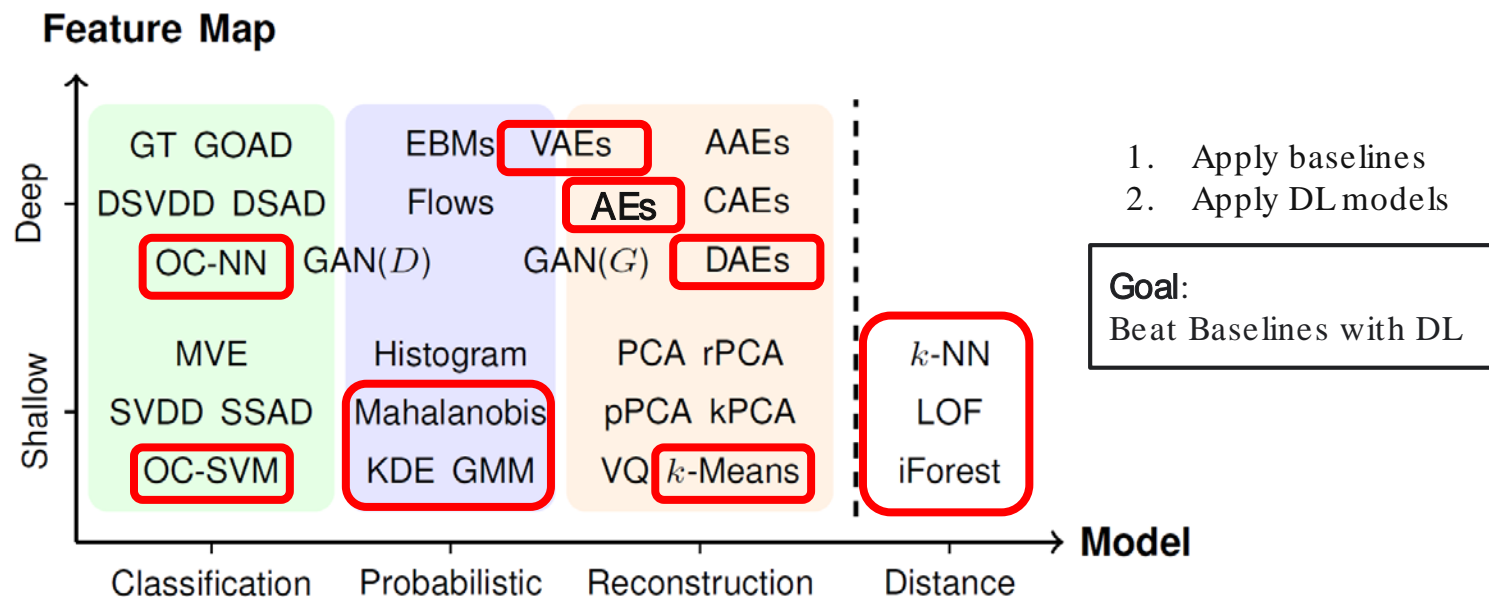 Feature Map
GT GOAD EBMs VAEs AAEs
DSVDD DSAD Flows AEs CAEs
OC-NN GAN(D) GAN(G) DAEs
Deep
MVE Histogram PCA rPCA k-NN
SVDD SSAD Mahalanobis pPCA kPCA LOF
OC-SVM KDE GMM VQ k-Means iForest
Shallow
Classification Probabilistic Reconstruction Distance
Model
1. Apply baselines
2. Apply DL models
Goal:
Beat Baselines with DL